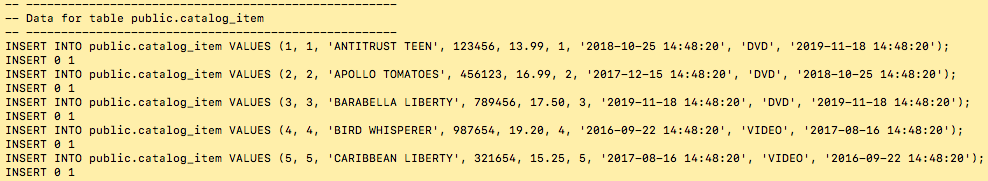 -- -----------------------------------------------------
-- Data for table public.catalog_item
-- -----------------------------------------------------
INSERT INTO public.catalog_item VALUES (1, 1, 'ANTITRUST TEEN', 123456, 13.99, 1, '2018-10-25 14:48:20', 'DVD', '2019-11-18 14:48:20');
INSERT 0 1
INSERT INTO public.catalog_item VALUES (2, 2, 'APOLLO TOMATOES', 456123, 16.99, 2, '2017-12-15 14:48:20', 'DVD', '2018-10-25 14:48:20');
INSERT 0 1
INSERT INTO public.catalog_item VALUES (3, 3, 'BARABELLA LIBERTY', 789456, 17.50, 3, '2019-11-18 14:48:20', 'DVD', '2019-11-18 14:48:20');
INSERT 0 1
INSERT INTO public.catalog_item VALUES (4, 4, 'BIRD WHISPERER', 987654, 19.20, 4, '2016-09-22 14:48:20', 'VIDEO', '2017-08-16 14:48:20');
INSERT 0 1
INSERT INTO public.catalog_item VALUES (5, 5, 'CARIBBEAN LIBERTY', 321654, 15.25, 5, '2017-08-16 14:48:20', 'VIDEO', '2016-09-22 14:48:20');
INSERT 0 1